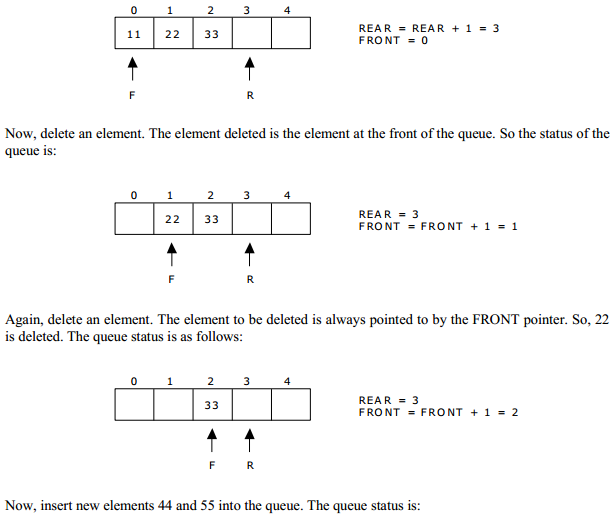 0 1 2 3 4
11 22 33
REAR = REAR + 1 = 3
FRONT = 0
F R
Now, delete an element. The element deleted is the element at the front of the queue. So the status of the
queue is:
0 1 2 3 4
22 33
REAR = 3
FRONT = FRONT + 1 = 1
F R
Again, delete an element. The element to be deleted is always pointed to by the FRONT pointer. So, 22
is deleted. The queue status is as follows:
0 1 2 3 4
33
REAR = 3
FRONT = FRONT + 1 = 2
F R
Now, insert new elements 44 and 55 into the queue. The queue status is: